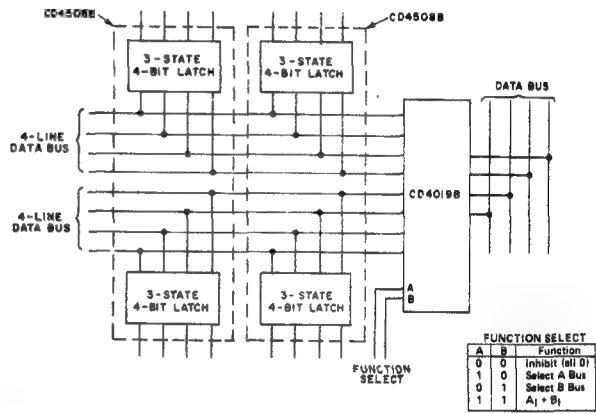 CD4508B
CD4508B
3-STATE
4-BIT LATCH
3-STATE
4-BIT LATCH
DATA BUS
4-LINE
DATA BUS
CD4019B
4-LINE
DATA BUS
3-STATE
4-BIT LATCH
3-STATE
4-BIT LATCH
A
B
FUNCTION
SELECT
FUNCTION SELECT
A B Function
0 0 Inhibit (all 0)
1 0 Select A Bus
0 1 Select B Bus
1 1 Ai + Bi